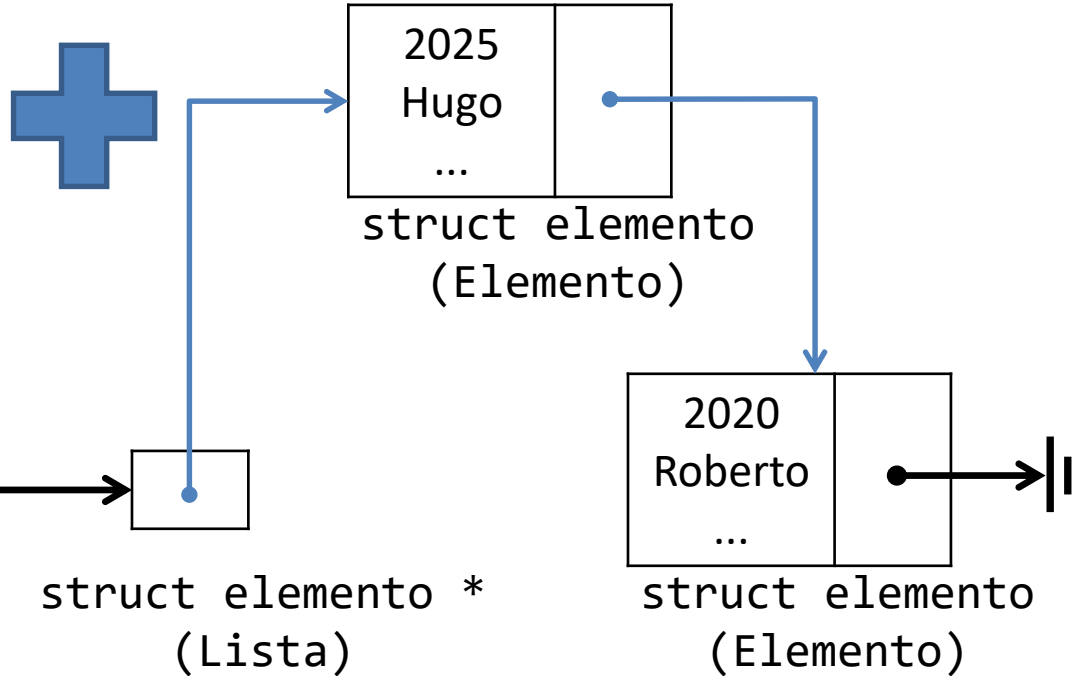 2025
Hugo
...
struct elemento
(Elemento)
2020
Roberto
...
struct elemento *
(Lista)
struct elemento
(Elemento)